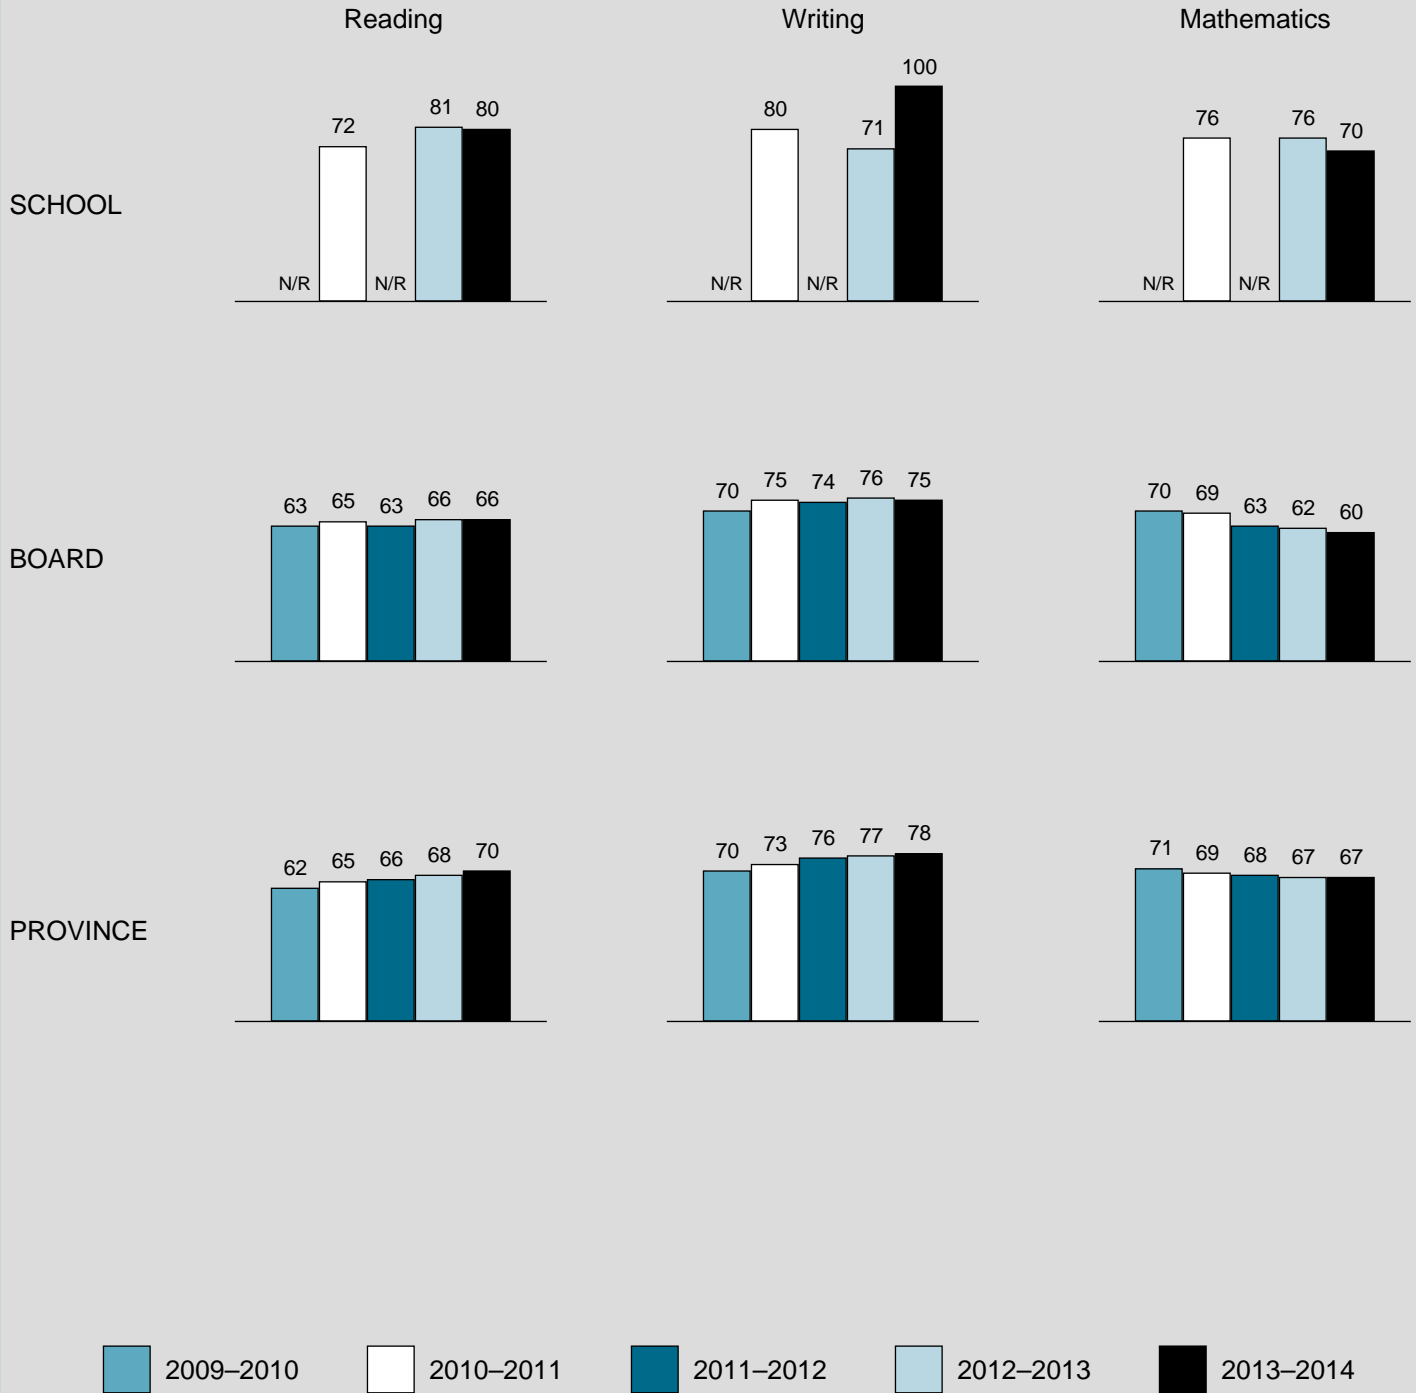 Reading Writing Mathematics
SCHOOL
N/R 72 N/R 81 80
N/R 80 N/R 71 100
N/R 76 N/R 76 70
BOARD
63 65 63 66 66
70 75 74 76 75
70 69 63 62 60
PROVINCE
62 65 66 68 70
70 73 76 77 78
71 69 68 67 67
2009–2010 2010–2011 2011–2012 2012–2013 2013–2014